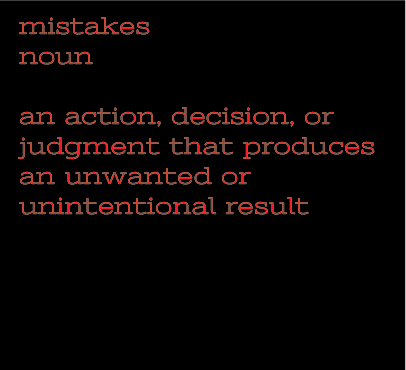 mistakes
noun
an action, decision, or
judgment that produces
an unwanted or
unintentional result